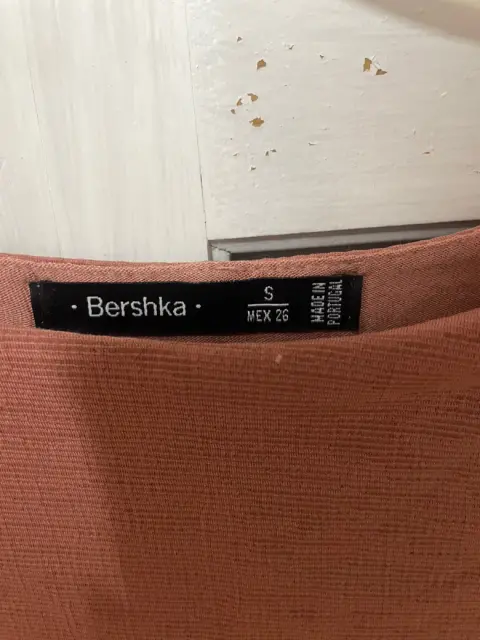 · Bershka ·
S
MEX 26
MADE IN
PORTUGAL